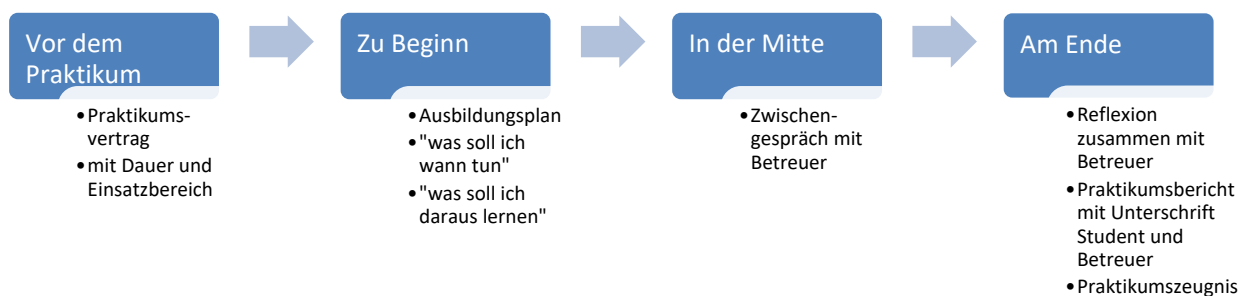 Vor dem
Praktikum
•Praktikums-
vertrag
•mit Dauer und
Einsatzbereich
Zu Beginn
•Ausbildungsplan
•"was soll ich
wann tun"
•"was soll ich
daraus lernen"
In der Mitte
•Zwischen-
gespräch mit
Betreuer
Am Ende
•Reflexion
zusammen mit
Betreuer
•Praktikumsbericht
mit Unterschrift
Student und
Betreuer
•Praktikumszeugnis